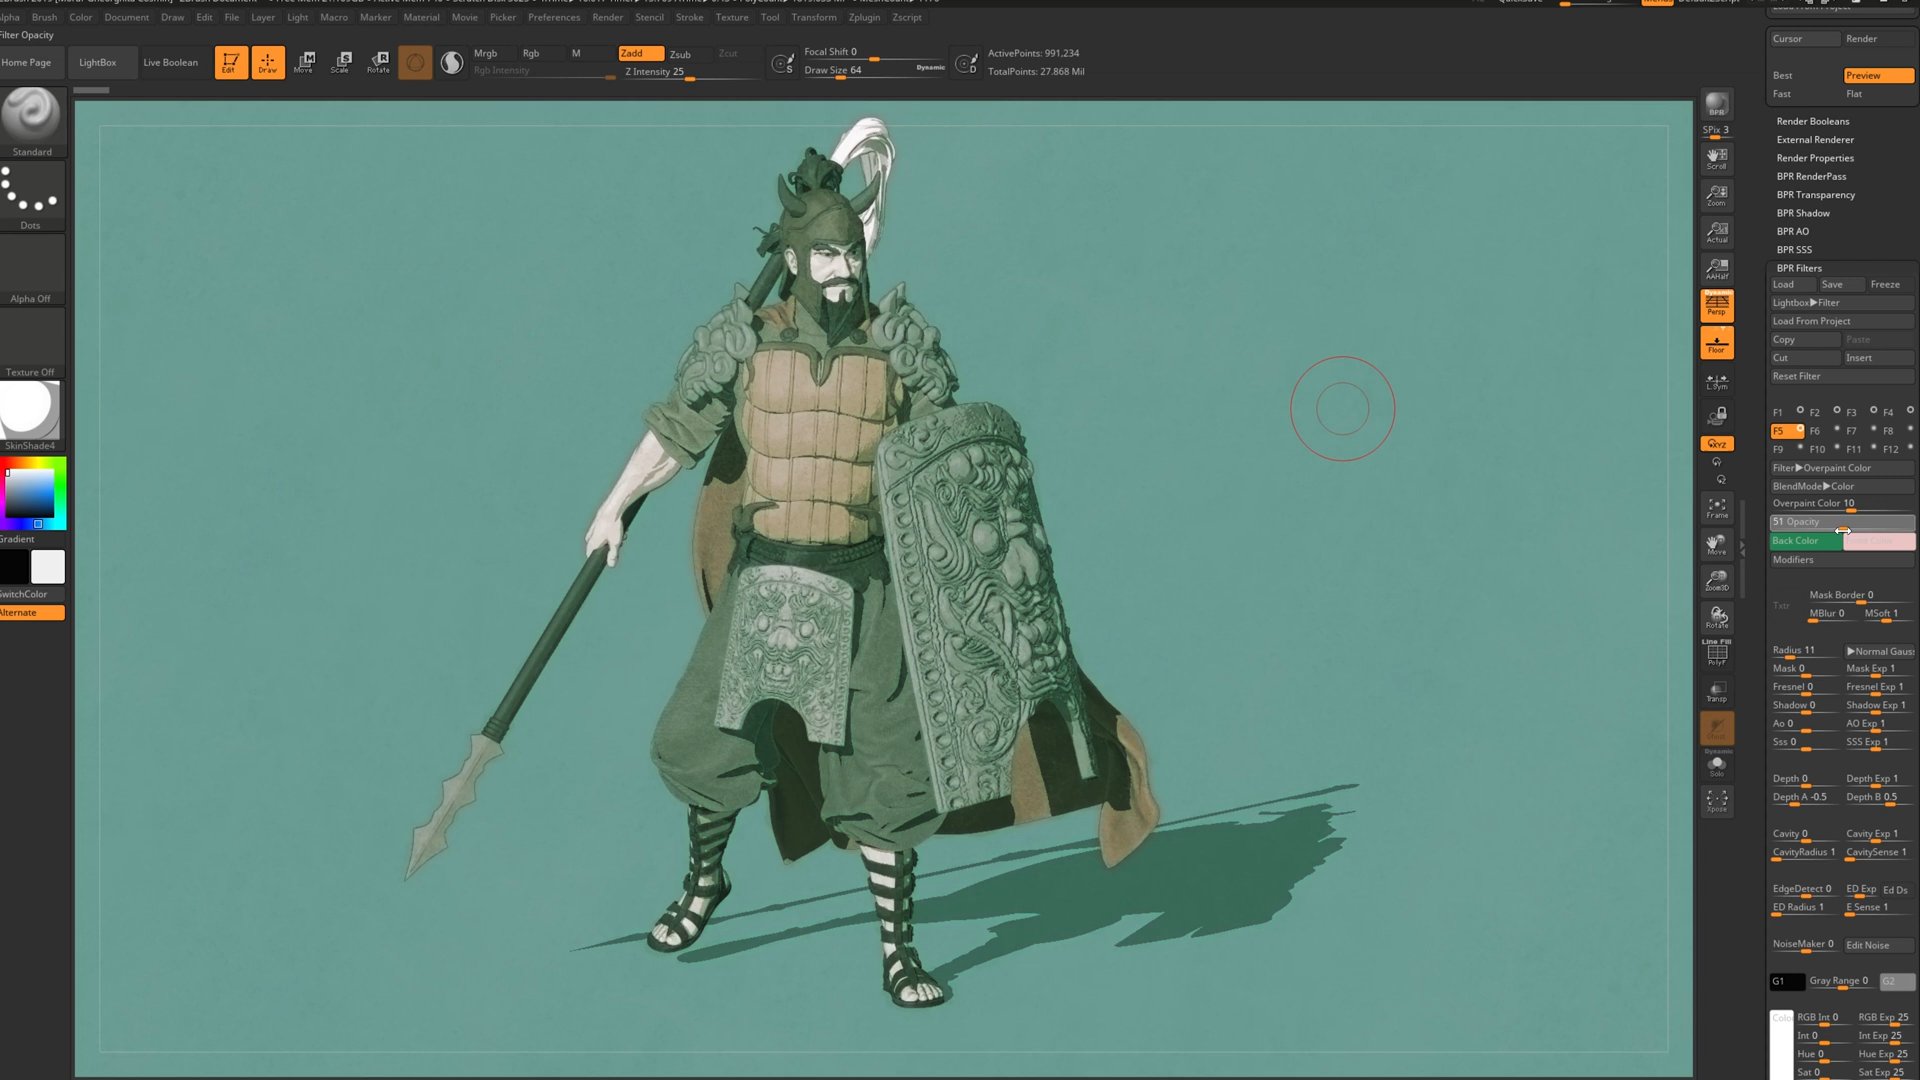 Alpha Brush Color Document Draw Edit File Layer Light Macro Marker Material Movie Picker Preferences Render Stencil Stroke Texture Tool Transform Zplugin Zscript
Filter Opacity
Home Page LightBox Live Boolean Edit Draw Move Scale Rotate
Mrgb Rgb M Zadd Zsub Zcut
Rgb Intensity Z Intensity 25
Focal Shift 0
Draw Size 64 Dynamic
ActivePoints: 991,234
TotalPoints: 27.868 Mil
Standard
Dots
Alpha Off
Texture Off
SkinShade4
Gradient
SwitchColor
Alternate
BPR
SPix 3
Scroll
Zoom
Actual
AAHalf
Dynamic
Persp
Floor
L.Sym
XYZ
Frame
Move
Zoom3D
Rotate
Line Fill
PolyF
Transp
Ghost
Dynamic
Solo
Xpose
Cursor Render
Best Preview
Fast Flat
Render Booleans
External Renderer
Render Properties
BPR RenderPass
BPR Transparency
BPR Shadow
BPR AO
BPR SSS
BPR Filters
Load Save Freeze
Lightbox▶Filter
Load From Project
Copy Paste
Cut Insert
Reset Filter
F1 F2 F3 F4
F5 F6 F7 F8
F9 F10 F11 F12
Filter▶Overpaint Color
BlendMode▶Color
Overpaint Color 10
51 Opacity
Back Color
Modifiers
Txtr Mask Border 0
MBlur 0 MSoft 1
Radius 11 ▶Normal Gaus
Mask 0 Mask Exp 1
Fresnel 0 Fresnel Exp 1
Shadow 0 Shadow Exp 1
Ao 0 AO Exp 1
Sss 0 SSS Exp 1
Depth 0 Depth Exp 1
Depth A -0.5 Depth B 0.5
Cavity 0 Cavity Exp 1
CavityRadius 1 CavitySense 1
EdgeDetect 0 ED Exp Ed Ds
ED Radius 1 E Sense 1
NoiseMaker 0 Edit Noise
G1 Gray Range 0 G2
Colo RGB Int 0 RGB Exp 25
Int 0 Int Exp 25
Hue 0 Hue Exp 25
Sat 0 Sat Exp 25